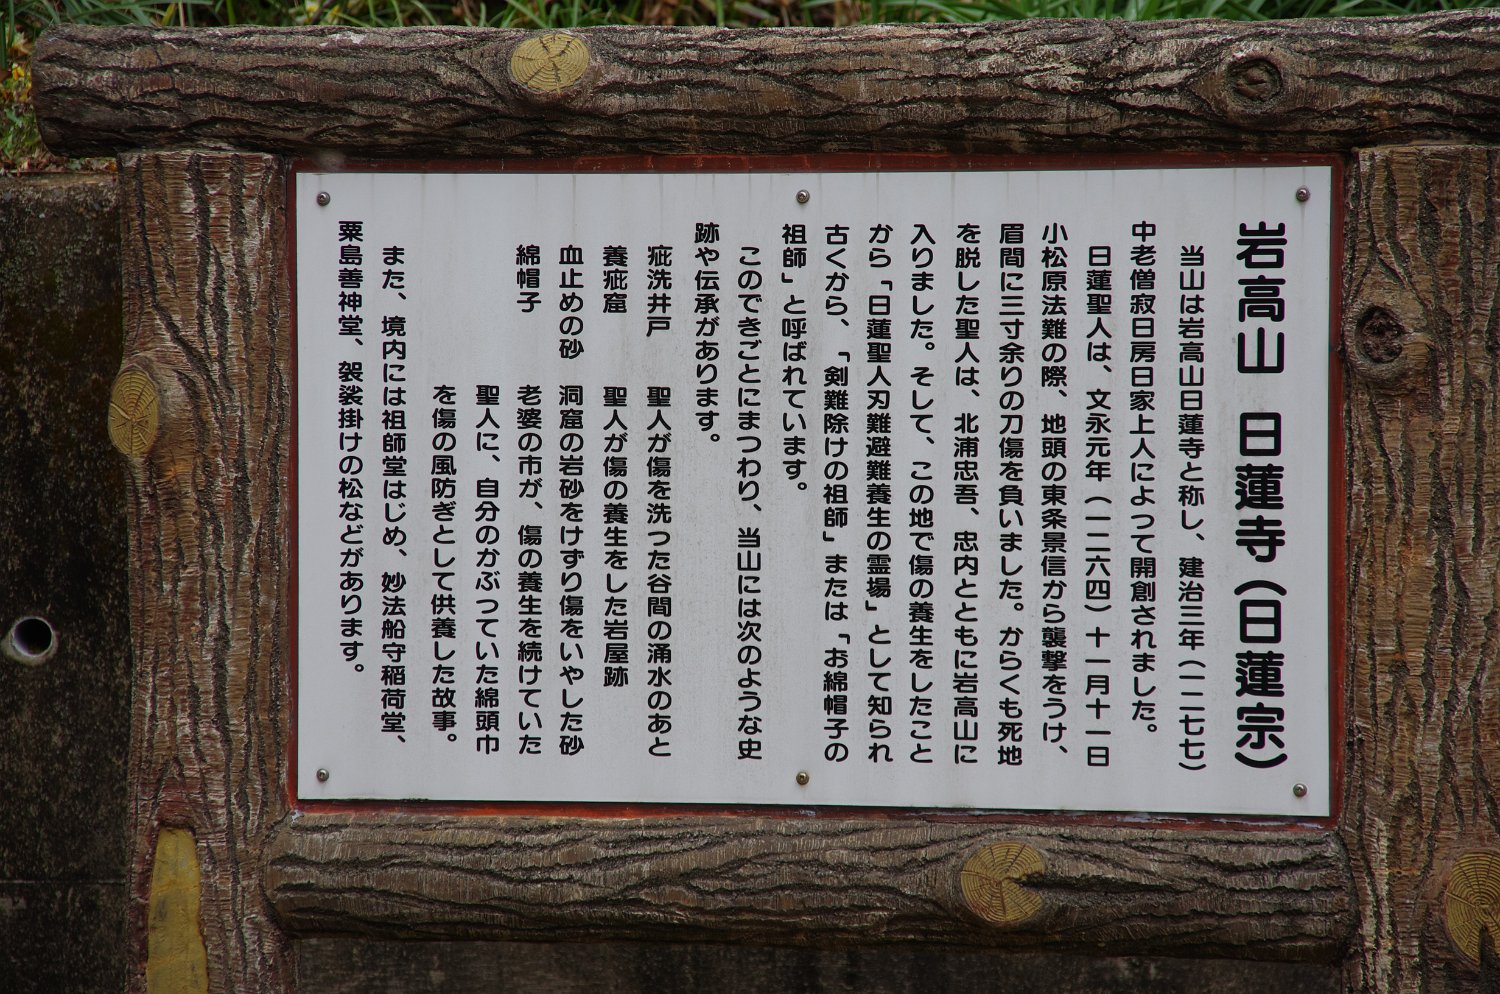 岩高山　日蓮寺（日蓮宗）
当山は岩高山日蓮寺と称し、建治三年（一二七七）
中老僧寂日房日家上人によって開創されました。
日蓮聖人は、文永元年（一二六四）十一月十一日
小松原法難の際、地頭の東条景信から襲撃をうけ、
眉間に三寸余りの刀傷を負いました。からくも死地
を脱した聖人は、北浦忠吾、忠内とともに岩高山に
入りました。そして、この地で傷の養生をしたこと
から「日蓮聖人刃難避難養生の霊場」として知られ
古くから、「剣難除けの祖師」または「お綿帽子の
祖師」と呼ばれています。
このできごとにまつわり、当山には次のような史
跡や伝承があります。
疵洗井戸　聖人が傷を洗った谷間の涌水のあと
養疵窟　聖人が傷の養生をした岩屋跡
血止めの砂　洞窟の岩砂をけずり傷をいやした砂
綿帽子　老婆の市が、傷の養生を続けていた
聖人に、自分のかぶっていた綿頭巾
を傷の風防ぎとして供養した故事。
また、境内には祖師堂はじめ、妙法船守稲荷堂、
粟島善神堂、袈裟掛けの松などがあります。